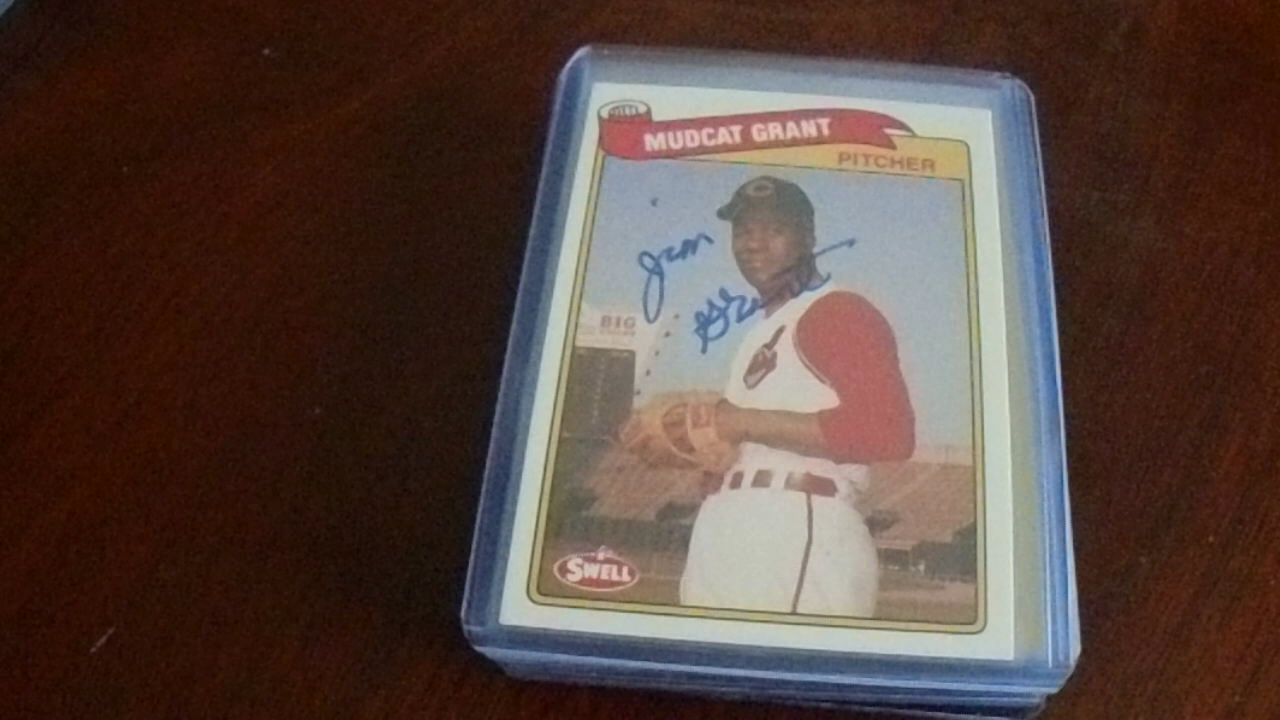 MUDCAT GRANT
PITCHER
Jim
Grant
BIG
SWELL